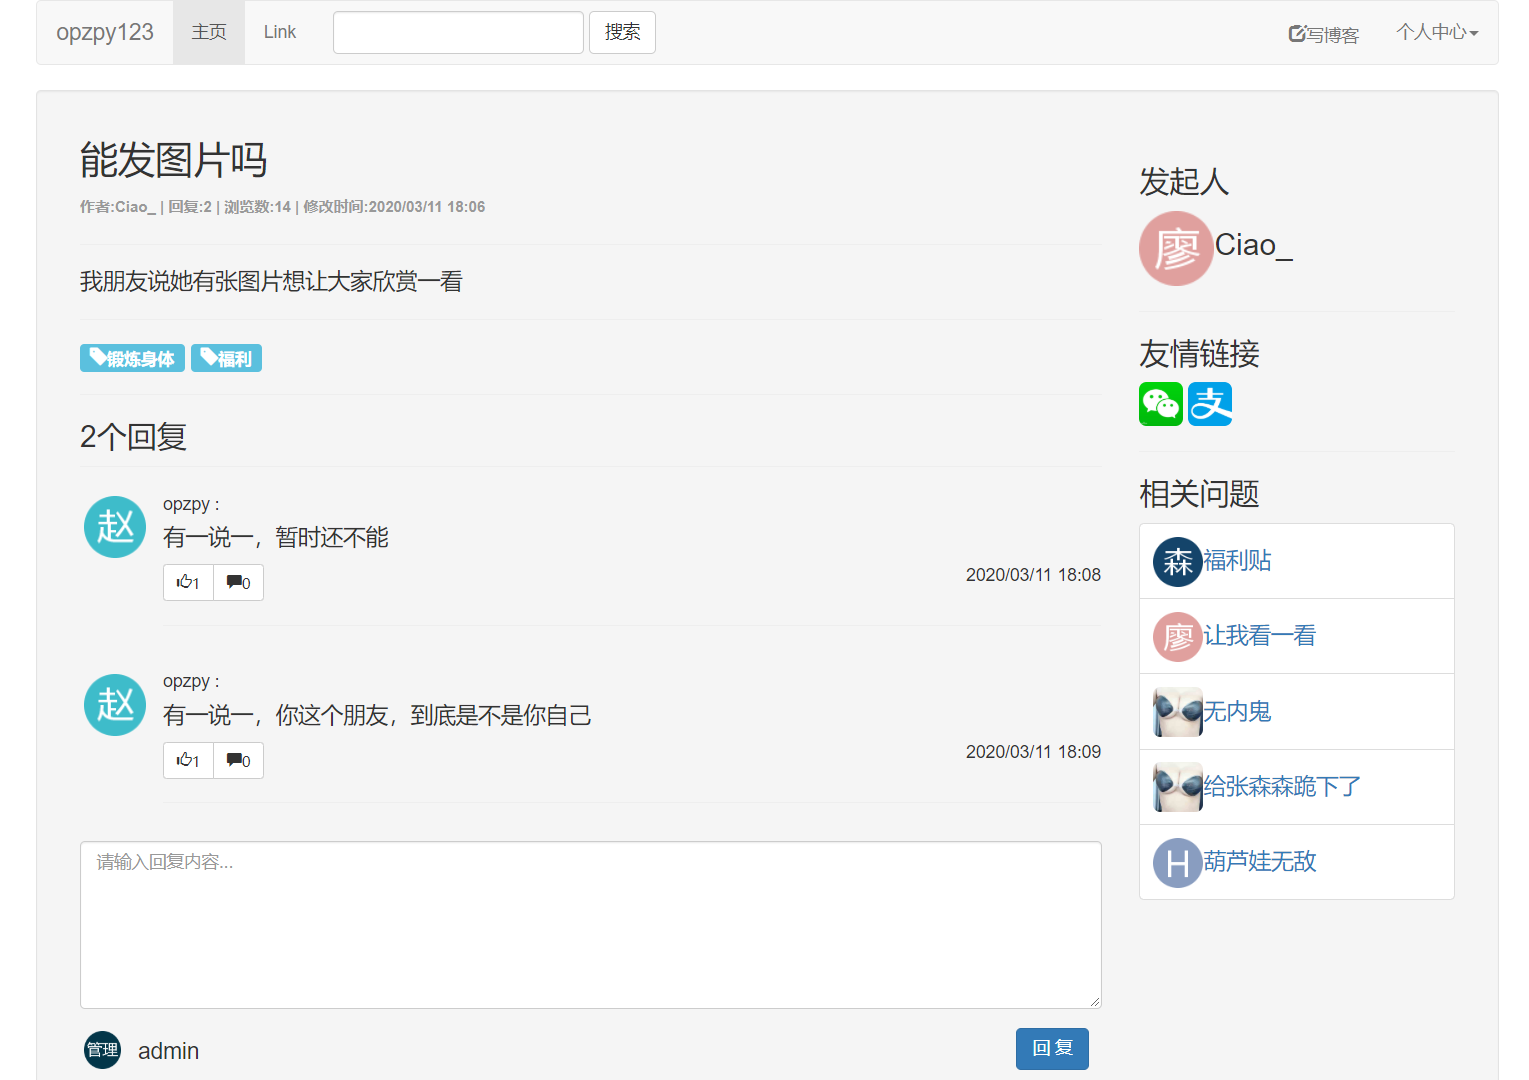 opzpy123 主页 Link 搜索 写博客 个人中心
能发图片吗
作者:Ciao_ | 回复:2 | 浏览数:14 | 修改时间:2020/03/11 18:06
我朋友说她有张图片想让大家欣赏一看
锻炼身体 福利
2个回复
赵 opzpy :
有一说一，暂时还不能
1 0 2020/03/11 18:08
赵 opzpy :
有一说一，你这个朋友，到底是不是你自己
1 0 2020/03/11 18:09
请输入回复内容...
管理 admin 回 复
发起人
廖 Ciao_
友情链接
支
相关问题
森 福利贴
廖 让我看一看
无内鬼
给张森森跪下了
H 葫芦娃无敌